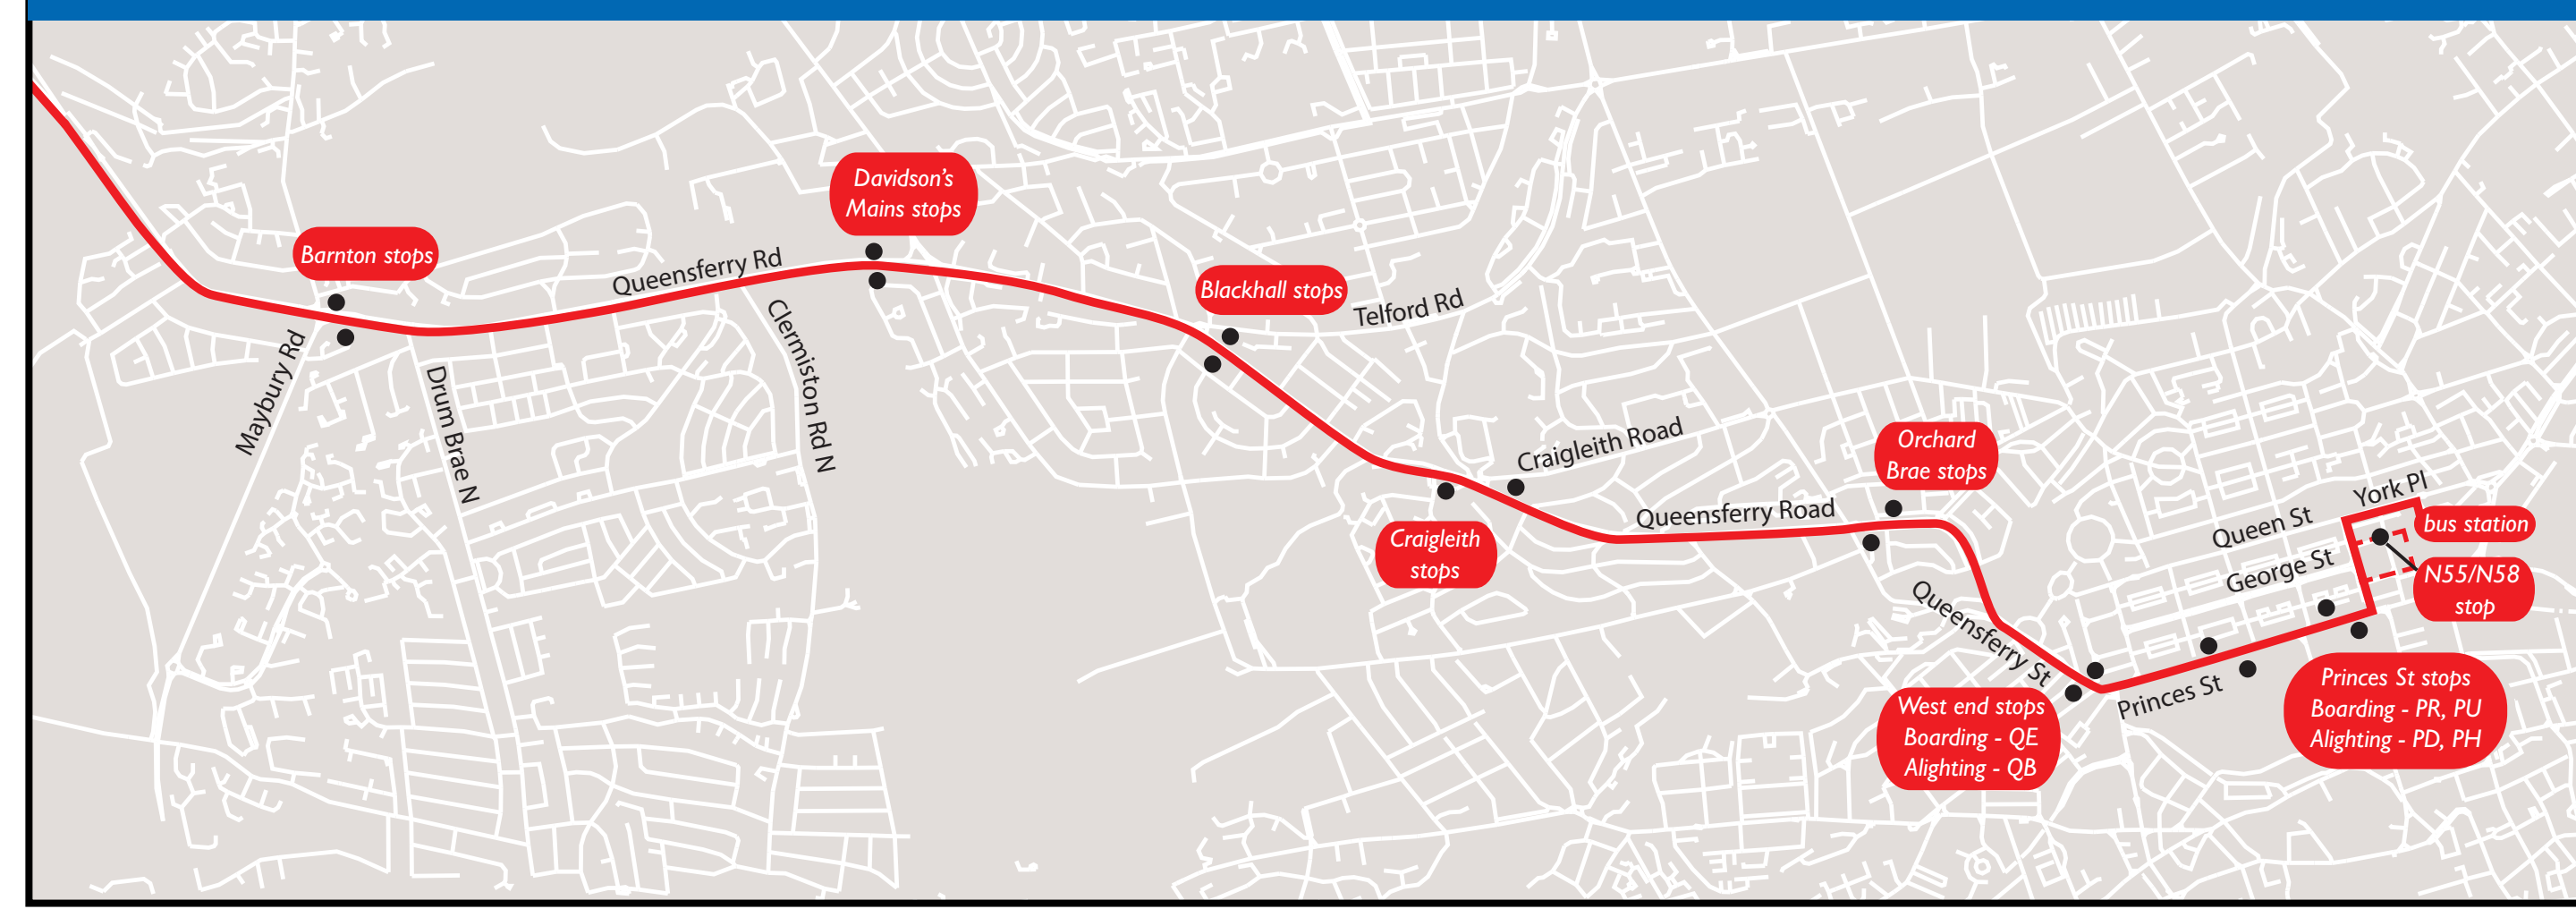 Davidson's
Mains stops
Barnton stops
Queensferry Rd
Blackhall stops
Telford Rd
Clermiston Rd N
Maybury Rd
Drum Brae N
Craigleith Road
Orchard
Brae stops
York Pl
Queensferry Road
Queen St
bus station
Craigleith
stops
George St
N55/N58
stop
Queensferry St
Princes St
West end stops
Boarding - QE
Alighting - QB
Princes St stops
Boarding - PR, PU
Alighting - PD, PH